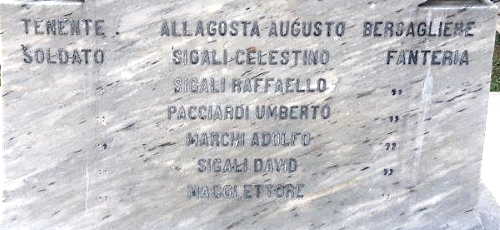 TENENTE ALLAGOSTA AUGUSTO BERSAGLIERE
SOLDATO SIGALI CELESTINO FANTERIA
„ SIGALI RAFFAELLO „
„ PACCIARDI UMBERTO „
„ MARCHI ADOLFO „
„ SIGALI DAVID „
„ MAGGI ETTORE „